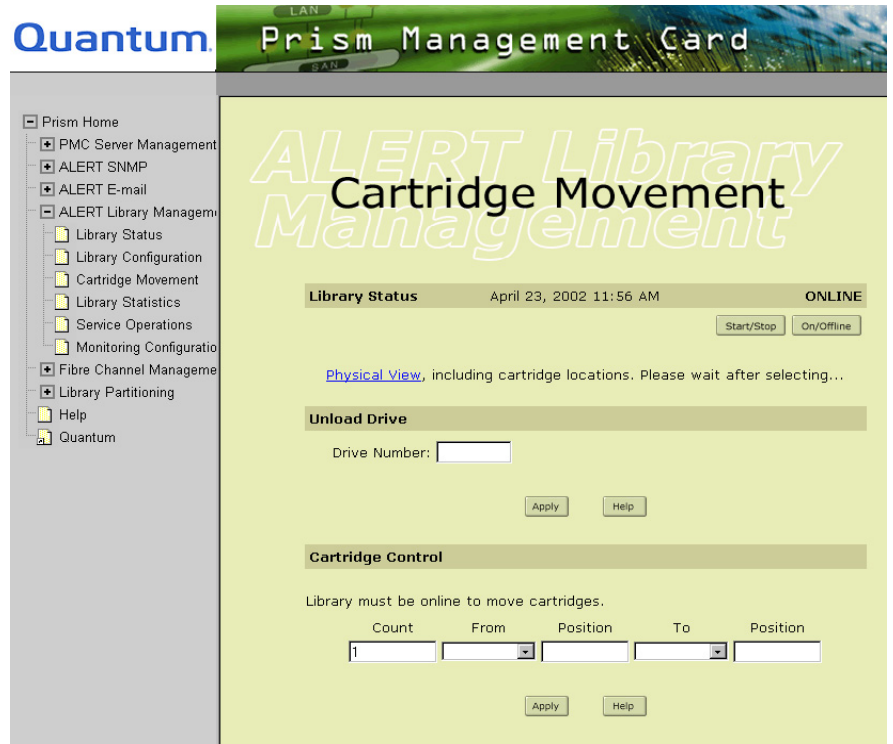 Quantum.
LAN
Prism Management Card
SAN
Prism Home
PMC Server Management
ALERT SNMP
ALERT E-mail
ALERT Library Managem
Library Status
Library Configuration
Cartridge Movement
Library Statistics
Service Operations
Monitoring Configuratio
Fibre Channel Manageme
Library Partitioning
Help
Quantum
ALERT Library
Management
Cartridge Movement
Library Status April 23, 2002 11:56 AM ONLINE
Start/Stop On/Offline
Physical View, including cartridge locations. Please wait after selecting...
Unload Drive
Drive Number:
Apply Help
Cartridge Control
Library must be online to move cartridges.
Count From Position To Position
1
Apply Help